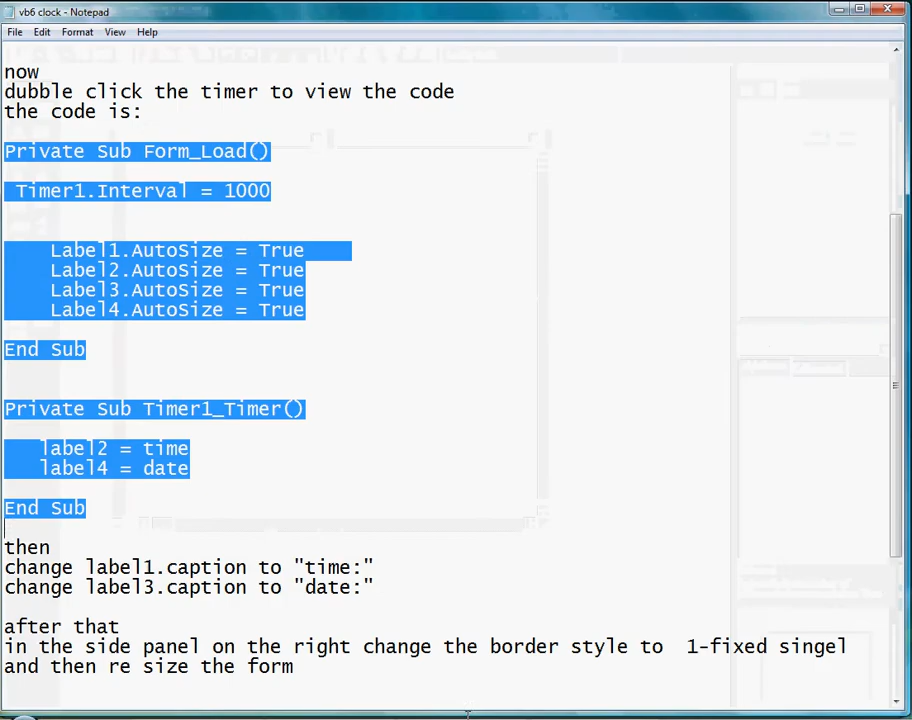 vb6 clock - Notepad
File Edit Format View Help
now
dubble click the timer to view the code
the code is:
Private Sub Form_Load()
Timer1.Interval = 1000
Label1.AutoSize = True
Label2.AutoSize = True
Label3.AutoSize = True
Label4.AutoSize = True
End Sub
Private Sub Timer1_Timer()
label2 = time
label4 = date
End Sub
then
change label1.caption to "time:"
change label3.caption to "date:"
after that
in the side panel on the right change the border style to 1-fixed singel
and then re size the form